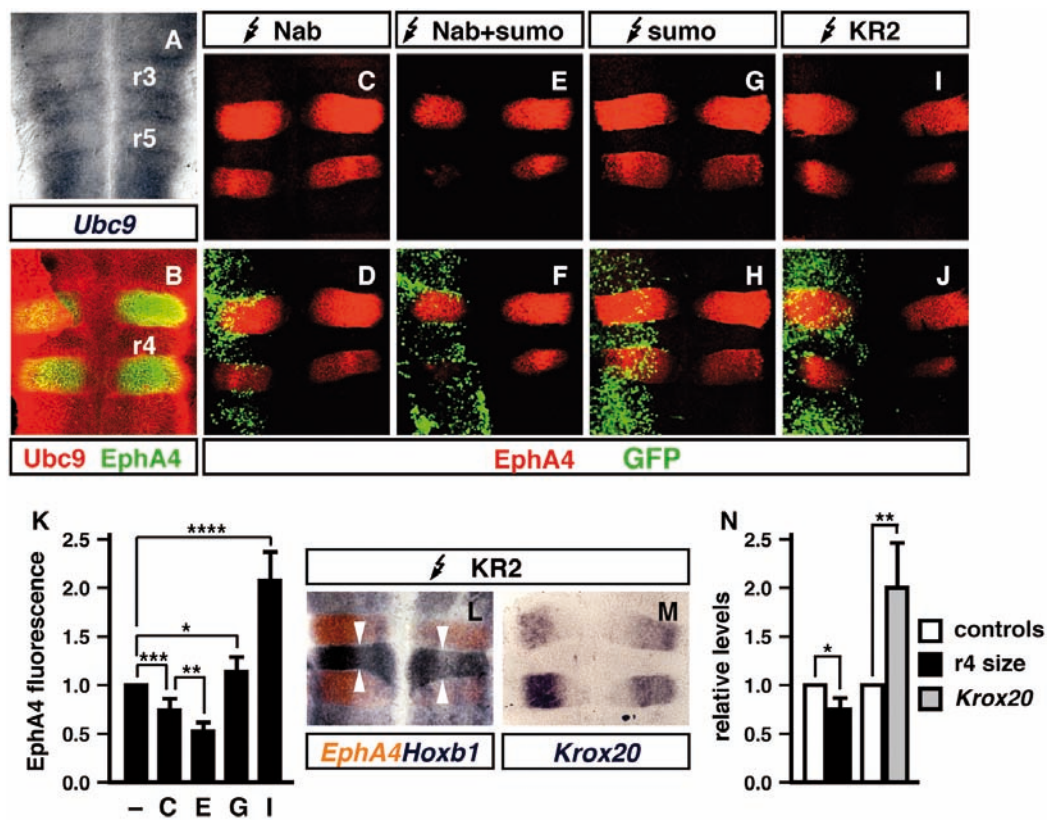 A
r3
r5
Ubc9
B
r4
Ubc9 EphA4
Nab
Nab+sumo
sumo
KR2
C
E
G
I
D
F
H
J
EphA4 GFP
K
EphA4 fluorescence
2.5
2.0
1.5
1.0
0.5
0.0
****
*
***
**
– C E G I
KR2
L
M
EphA4Hoxb1
Krox20
N
relative levels
2.5
2.0
1.5
1.0
0.5
0.0
*
**
controls
r4 size
Krox20